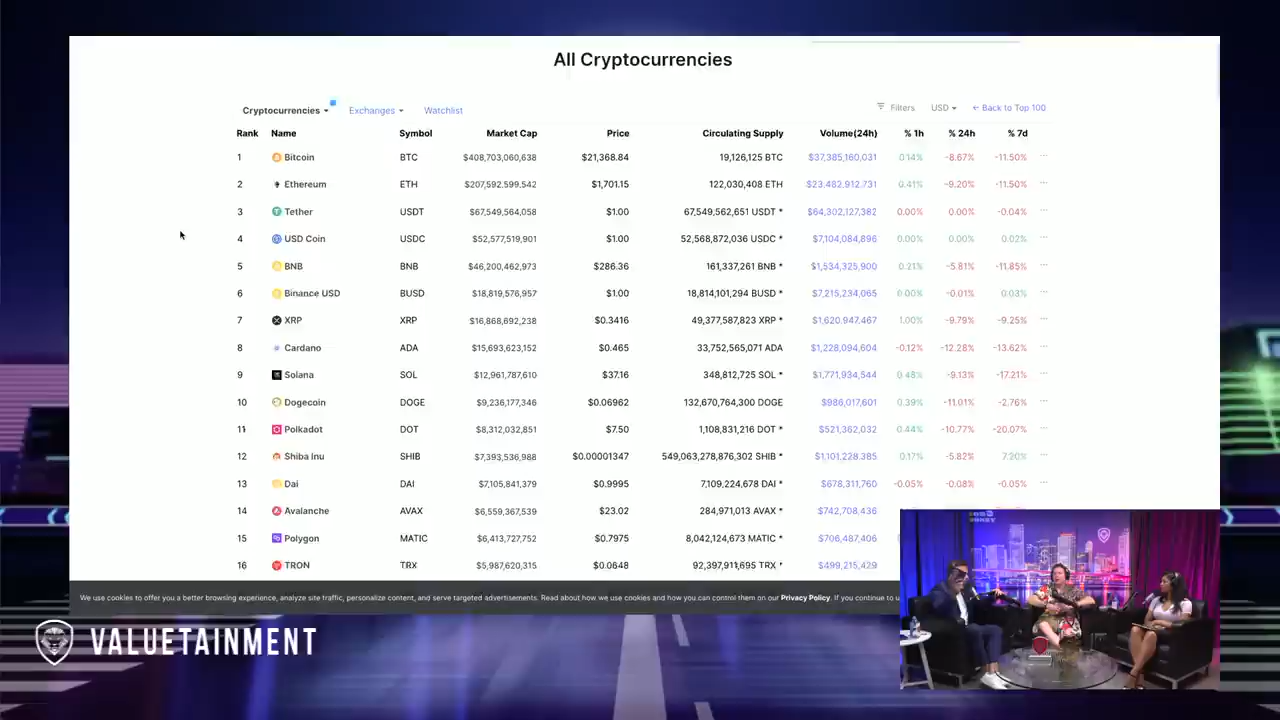 All Cryptocurrencies
Cryptocurrencies Exchanges Watchlist Filters USD ← Back to Top 100
Rank Name Symbol Market Cap Price Circulating Supply Volume(24h) % 1h % 24h % 7d
1 Bitcoin BTC $408,703,060,638 $21,368.84 19,126,125 BTC $37,385,160,031 0.14% -8.67% -11.50% ...
2 Ethereum ETH $207,592,599,542 $1,701.15 122,030,408 ETH $23,482,912,731 0.41% -9.20% -11.50% ...
3 Tether USDT $67,549,564,058 $1.00 67,549,562,651 USDT * $64,302,127,382 0.00% 0.00% -0.04% ...
4 USD Coin USDC $52,577,519,901 $1.00 52,568,872,036 USDC * $7,104,084,896 0.00% 0.00% 0.02% ...
5 BNB BNB $46,200,462,973 $286.36 161,337,261 BNB * $1,534,325,900 0.21% -5.81% -11.85% ...
6 Binance USD BUSD $18,819,576,957 $1.00 18,814,101,294 BUSD * $7,215,234,065 0.00% -0.01% 0.03% ...
7 XRP XRP $16,868,692,238 $0.3416 49,377,587,823 XRP * $1,620,947,467 1.00% -9.79% -9.25% ...
8 Cardano ADA $15,693,623,152 $0.465 33,752,565,071 ADA $1,228,094,604 -0.12% -12.28% -13.62% ...
9 Solana SOL $12,961,787,610 $37.16 348,812,725 SOL * $1,771,934,544 0.48% -9.13% -17.21% ...
10 Dogecoin DOGE $9,236,177,346 $0.06962 132,670,764,300 DOGE $986,017,601 0.39% -11.01% -2.76% ...
11 Polkadot DOT $8,312,032,851 $7.50 1,108,831,216 DOT * $521,362,032 0.44% -10.77% -20.07% ...
12 Shiba Inu SHIB $7,393,536,988 $0.00001347 549,063,278,876,302 SHIB * $1,101,228,385 0.17% -5.82% 7.20% ...
13 Dai DAI $7,105,841,379 $0.9995 7,109,224,678 DAI * $678,311,760 -0.05% -0.08% -0.05% ...
14 Avalanche AVAX $6,559,367,539 $23.02 284,971,013 AVAX * $742,708,436
15 Polygon MATIC $6,413,727,752 $0.7975 8,042,124,673 MATIC * $706,487,406
16 TRON TRX $5,987,620,315 $0.0648 92,397,911,695 TRX * $499,215,429
We use cookies to offer you a better browsing experience, analyze site traffic, personalize content, and serve targeted advertisements. Read about how we use cookies and how you can control them on our Privacy Policy. If you continue to u
VALUETAINMENT